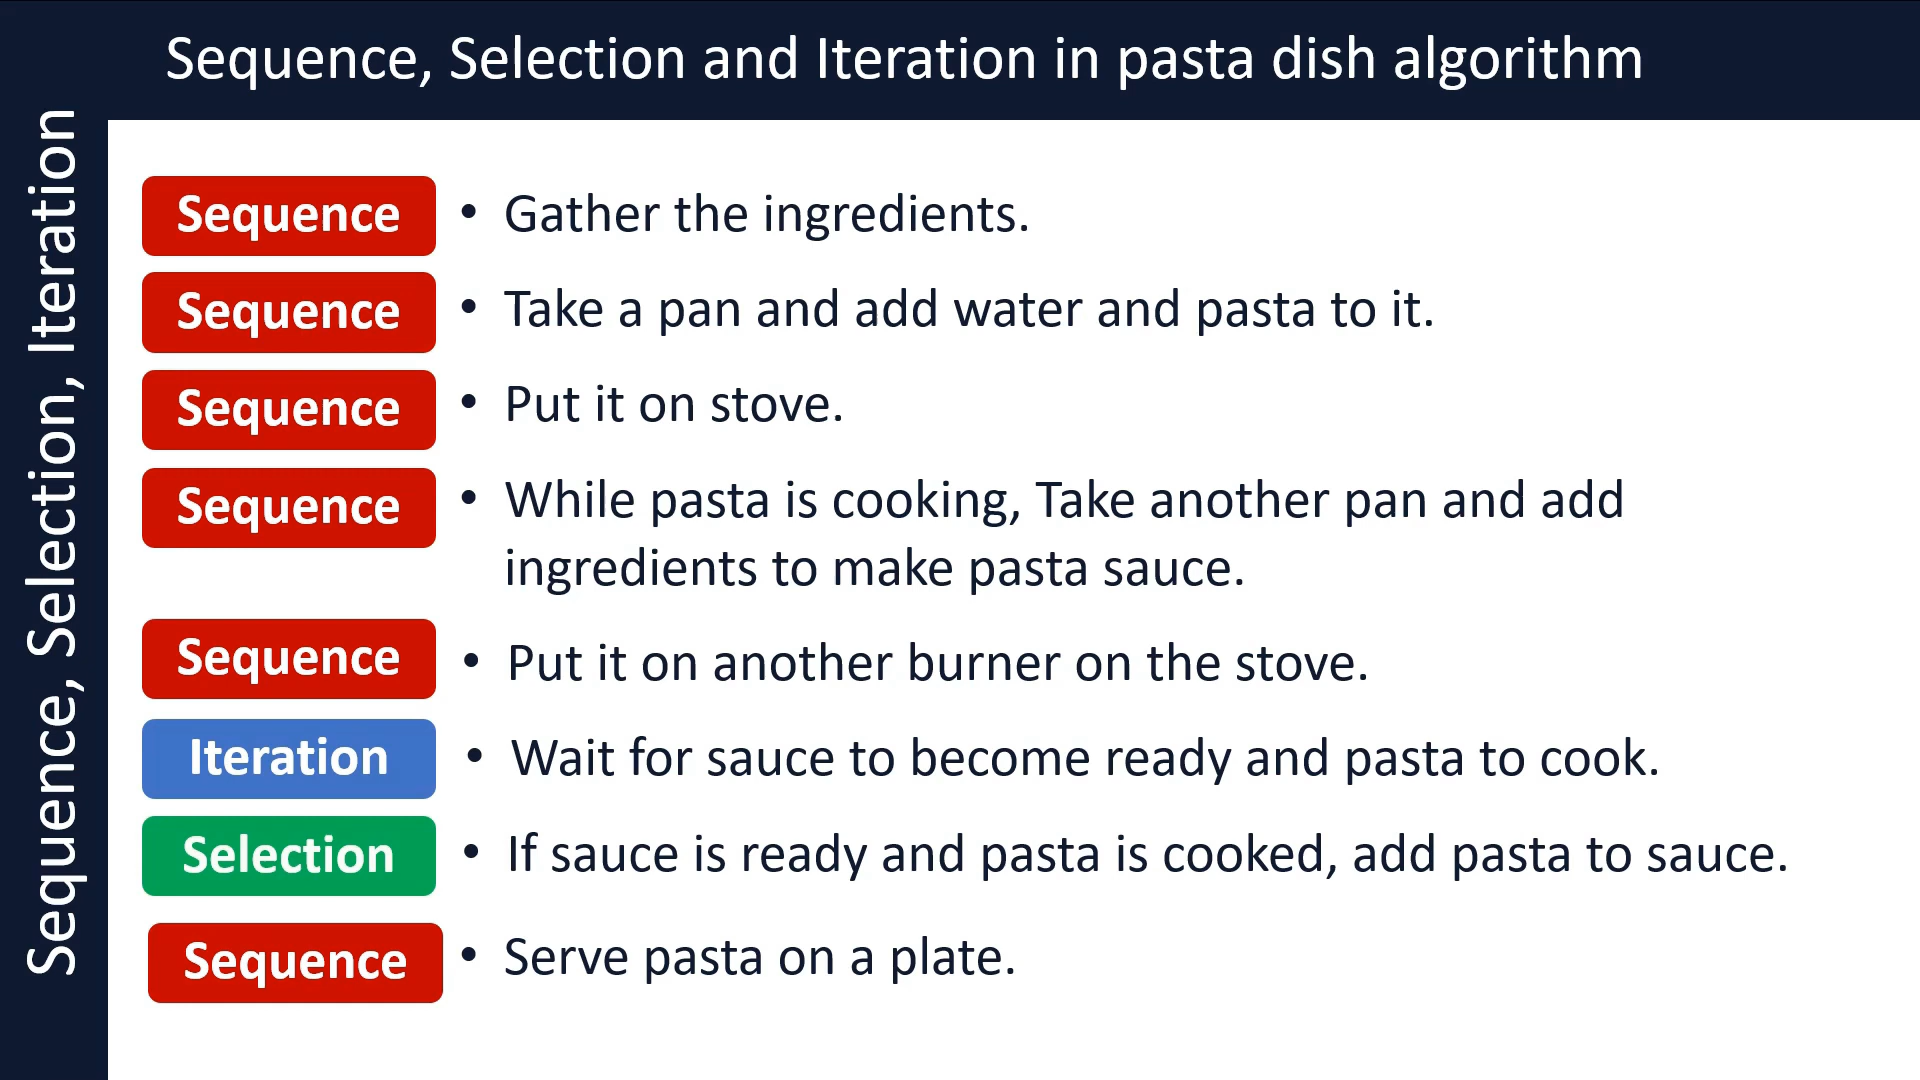 Sequence, Selection and Iteration in pasta dish algorithm
Sequence, Selection, Iteration
Sequence • Gather the ingredients.
Sequence • Take a pan and add water and pasta to it.
Sequence • Put it on stove.
Sequence • While pasta is cooking, Take another pan and add
ingredients to make pasta sauce.
Sequence • Put it on another burner on the stove.
Iteration • Wait for sauce to become ready and pasta to cook.
Selection • If sauce is ready and pasta is cooked, add pasta to sauce.
Sequence • Serve pasta on a plate.